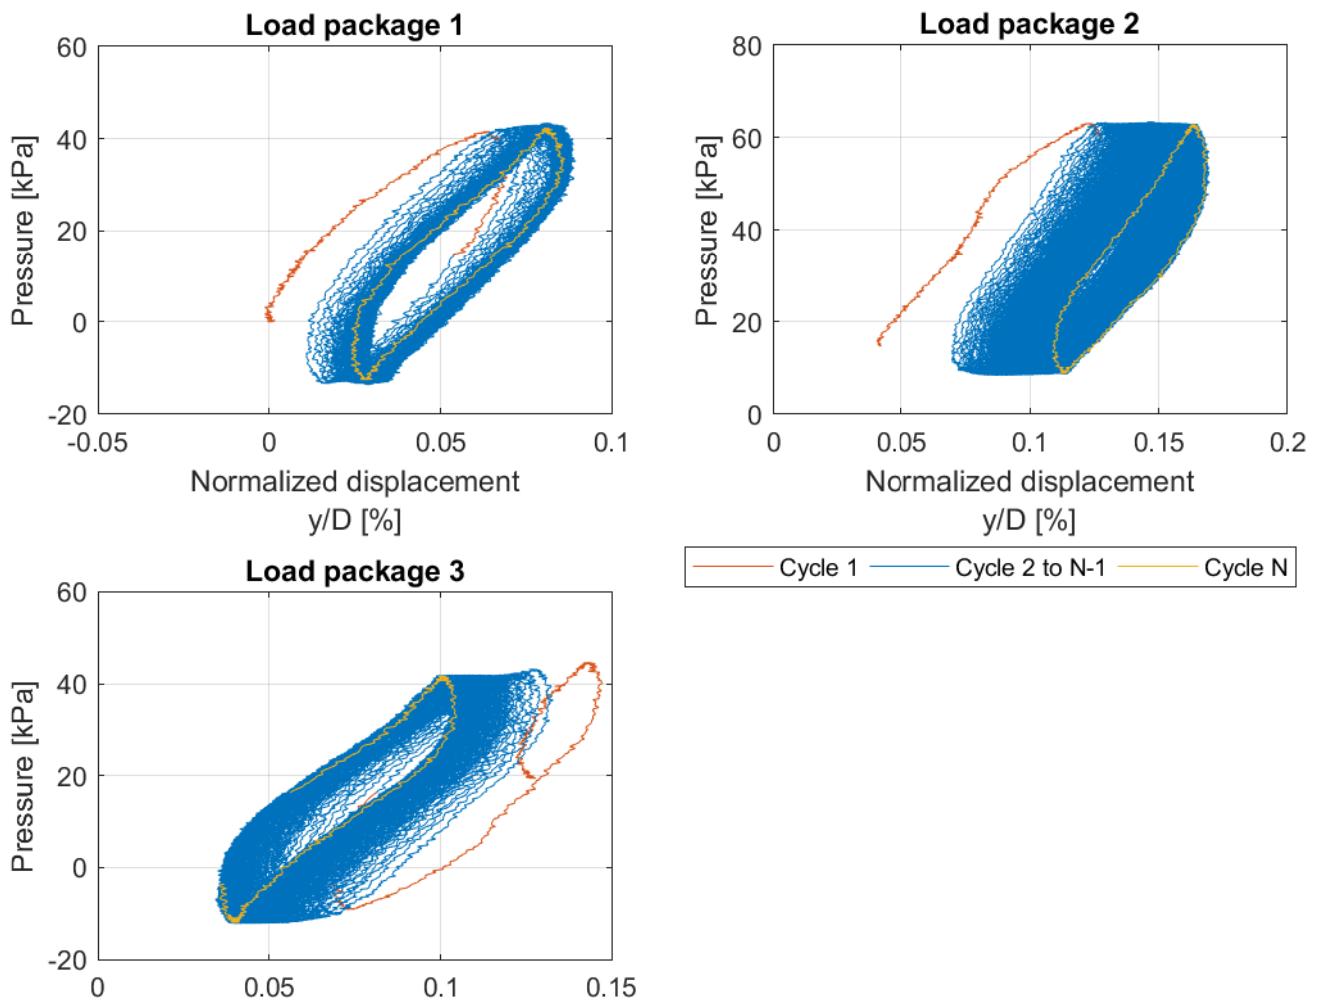 Load package 1
60
40
20
0
-20
-0.05
0
0.05
0.1
Pressure [kPa]
Normalized displacement
y/D [%]
Load package 2
80
60
40
20
0
0
0.05
0.1
0.15
0.2
Pressure [kPa]
Normalized displacement
y/D [%]
Cycle 1
Cycle 2 to N-1
Cycle N
Load package 3
60
40
20
0
-20
0
0.05
0.1
0.15
Pressure [kPa]